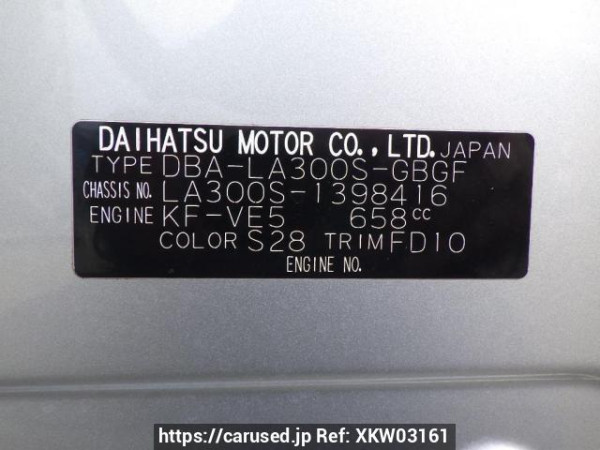 DAIHATSU MOTOR CO., LTD. JAPAN
TYPE DBA-LA300S-GBGF
CHASSIS NO. LA300S-1398416
ENGINE KF-VE5 658cc
COLOR S28 TRIM FD10
ENGINE NO.
https://carused.jp Ref: XKW03161